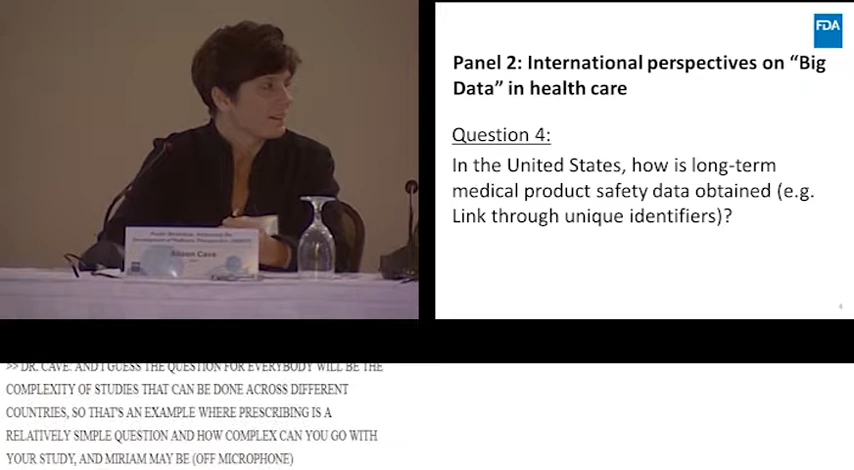 FDA
Panel 2: International perspectives on “Big
Data” in health care
Question 4:
In the United States, how is long-term
medical product safety data obtained (e.g.
Link through unique identifiers)?
4
Alison Cave
>> DR. CAVE: AND I GUESS THE QUESTION FOR EVERYBODY WILL BE THE
COMPLEXITY OF STUDIES THAT CAN BE DONE ACROSS DIFFERENT
COUNTRIES, SO THAT'S AN EXAMPLE WHERE PRESCRIBING IS A
RELATIVELY SIMPLE QUESTION AND HOW COMPLEX CAN YOU GO WITH
YOUR STUDY, AND MIRIAM MAY BE (OFF MICROPHONE)